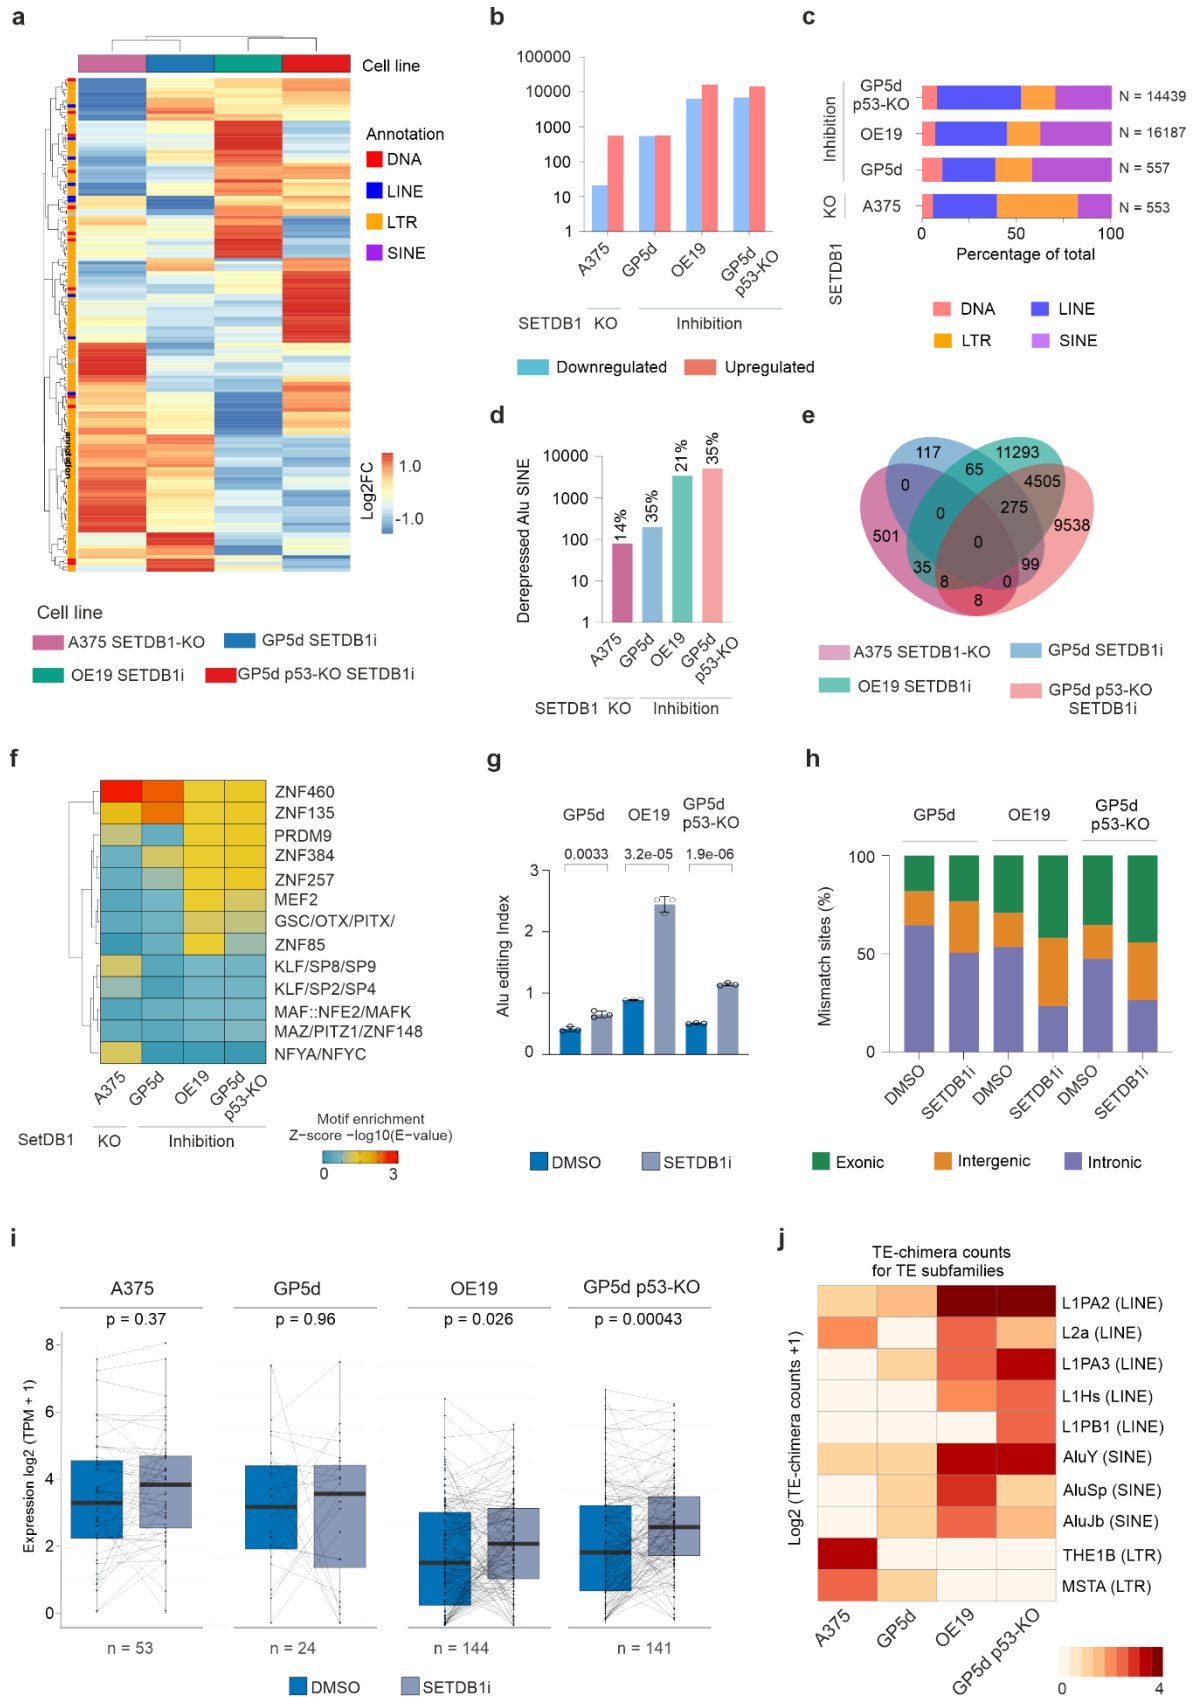 a
Cell line
Annotation
DNA
LINE
LTR
SINE
annotation
Log2FC
1.0
-1.0
Cell line
A375 SETDB1-KO
GP5d SETDB1i
OE19 SETDB1i
GP5d p53-KO SETDB1i
b
100000
10000
1000
100
10
1
A375
GP5d
OE19
GP5d
p53-KO
SETDB1
KO
Inhibition
Downregulated
Upregulated
c
Inhibition
KO
SETDB1
GP5d
p53-KO
N = 14439
OE19
N = 16187
GP5d
N = 557
A375
N = 553
0
50
100
Percentage of total
DNA
LINE
LTR
SINE
d
Derepressed Alu SINE
10000
1000
100
10
1
14%
35%
21%
35%
A375
GP5d
OE19
GP5d
p53-KO
SETDB1
KO
Inhibition
e
117
11293
65
4505
0
275
0
9538
501
0
35
99
8
0
8
A375 SETDB1-KO
GP5d SETDB1i
OE19 SETDB1i
GP5d p53-KO
SETDB1i
f
ZNF460
ZNF135
PRDM9
ZNF384
ZNF257
MEF2
GSC/OTX/PITX/
ZNF85
KLF/SP8/SP9
KLF/SP2/SP4
MAF::NFE2/MAFK
MAZ/PITZ1/ZNF148
NFYA/NFYC
A375
GP5d
OE19
GP5d
p53-KO
SetDB1
KO
Inhibition
Motif enrichment
Z-score -log10(E-value)
0
3
g
Alu editing Index
GP5d
OE19
GP5d
p53-KO
0.0033
3.2e-05
1.9e-06
3
2
1
0
DMSO
SETDB1i
h
GP5d
OE19
GP5d
p53-KO
Mismatch sites (%)
100
50
0
DMSO
SETDB1i
DMSO
SETDB1i
DMSO
SETDB1i
Exonic
Intergenic
Intronic
i
A375
GP5d
OE19
GP5d p53-KO
p = 0.37
p = 0.96
p = 0.026
p = 0.00043
Expression log2 (TPM + 1)
8
6
4
2
0
n = 53
n = 24
n = 144
n = 141
DMSO
SETDB1i
j
TE-chimera counts
for TE subfamilies
Log2 (TE-chimera counts +1)
L1PA2 (LINE)
L2a (LINE)
L1PA3 (LINE)
L1Hs (LINE)
L1PB1 (LINE)
AluY (SINE)
AluSp (SINE)
AluJb (SINE)
THE1B (LTR)
MSTA (LTR)
A375
GP5d
OE19
GP5d p53-KO
0
4